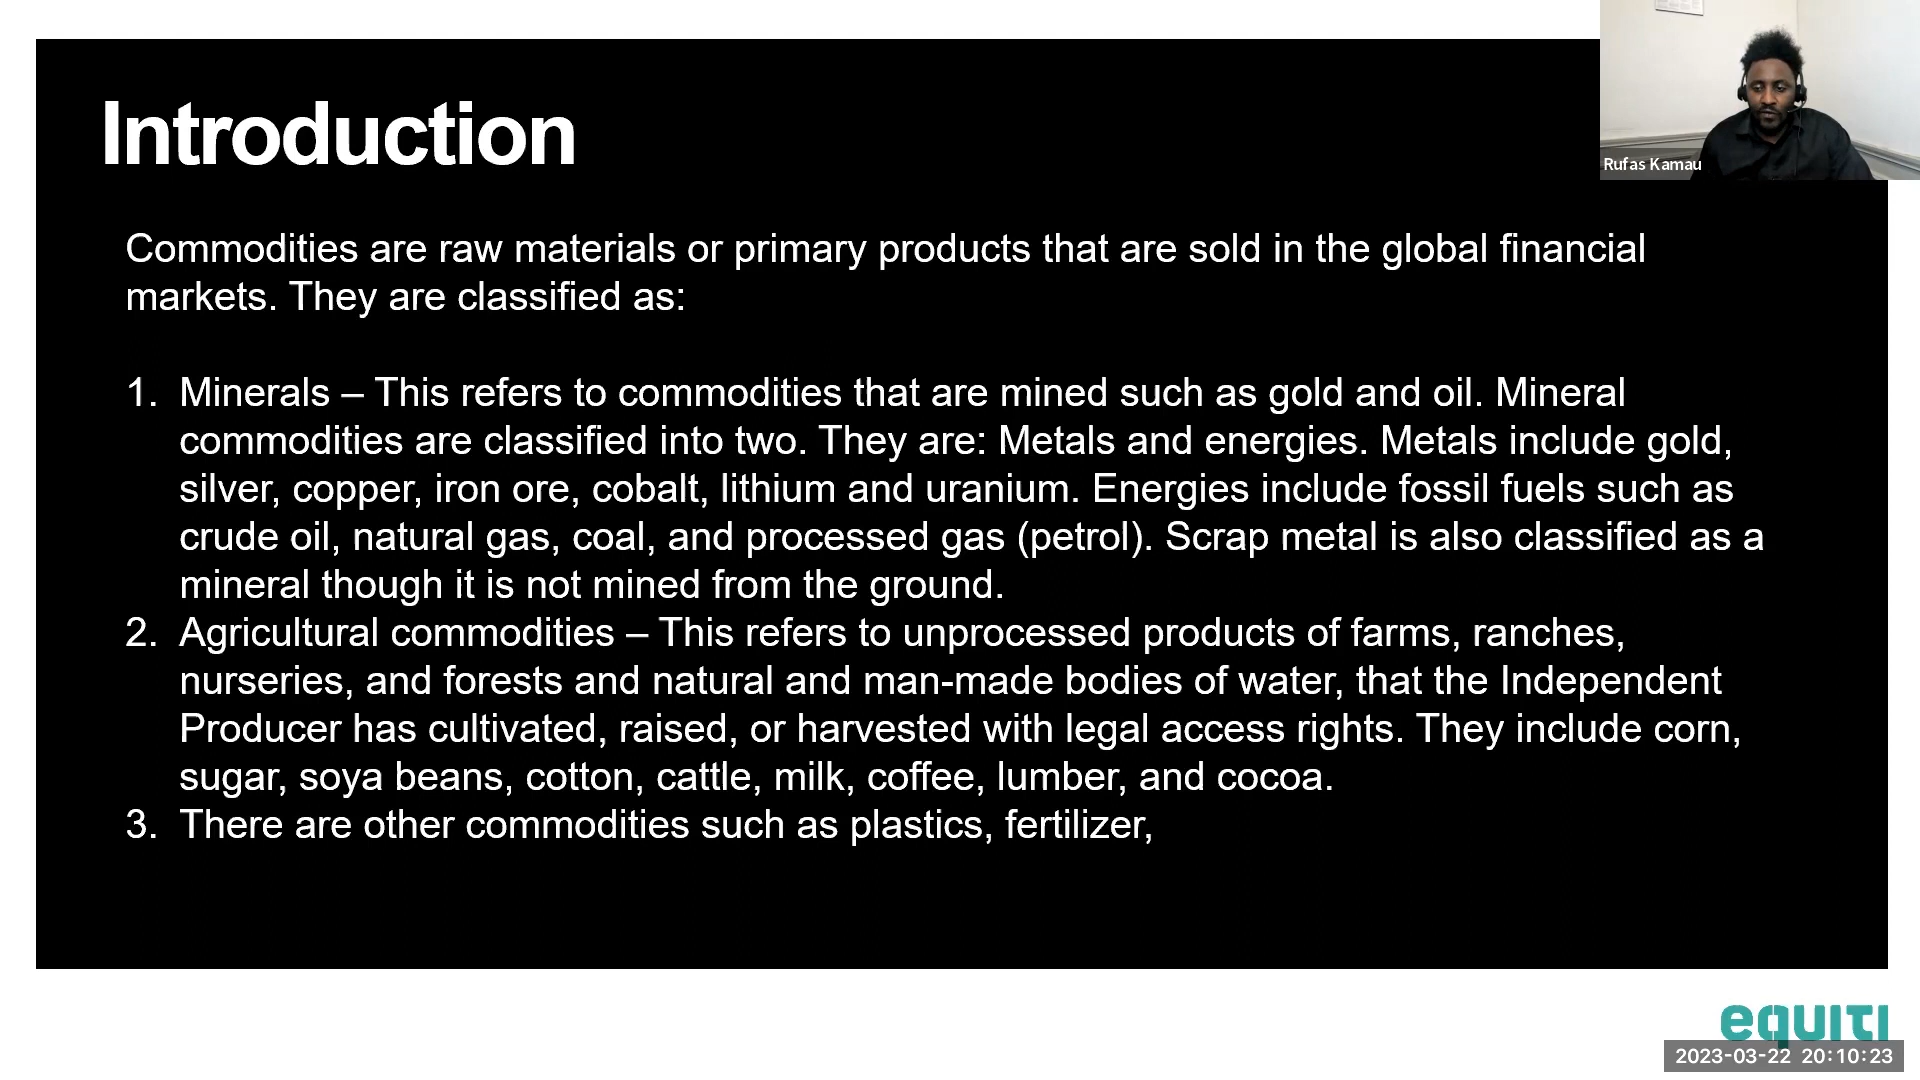 Introduction
Rufas Kamau
Commodities are raw materials or primary products that are sold in the global financial
markets. They are classified as:
1. Minerals – This refers to commodities that are mined such as gold and oil. Mineral
commodities are classified into two. They are: Metals and energies. Metals include gold,
silver, copper, iron ore, cobalt, lithium and uranium. Energies include fossil fuels such as
crude oil, natural gas, coal, and processed gas (petrol). Scrap metal is also classified as a
mineral though it is not mined from the ground.
2. Agricultural commodities – This refers to unprocessed products of farms, ranches,
nurseries, and forests and natural and man-made bodies of water, that the Independent
Producer has cultivated, raised, or harvested with legal access rights. They include corn,
sugar, soya beans, cotton, cattle, milk, coffee, lumber, and cocoa.
3. There are other commodities such as plastics, fertilizer,
equiti
2023-03-22 20:10:23